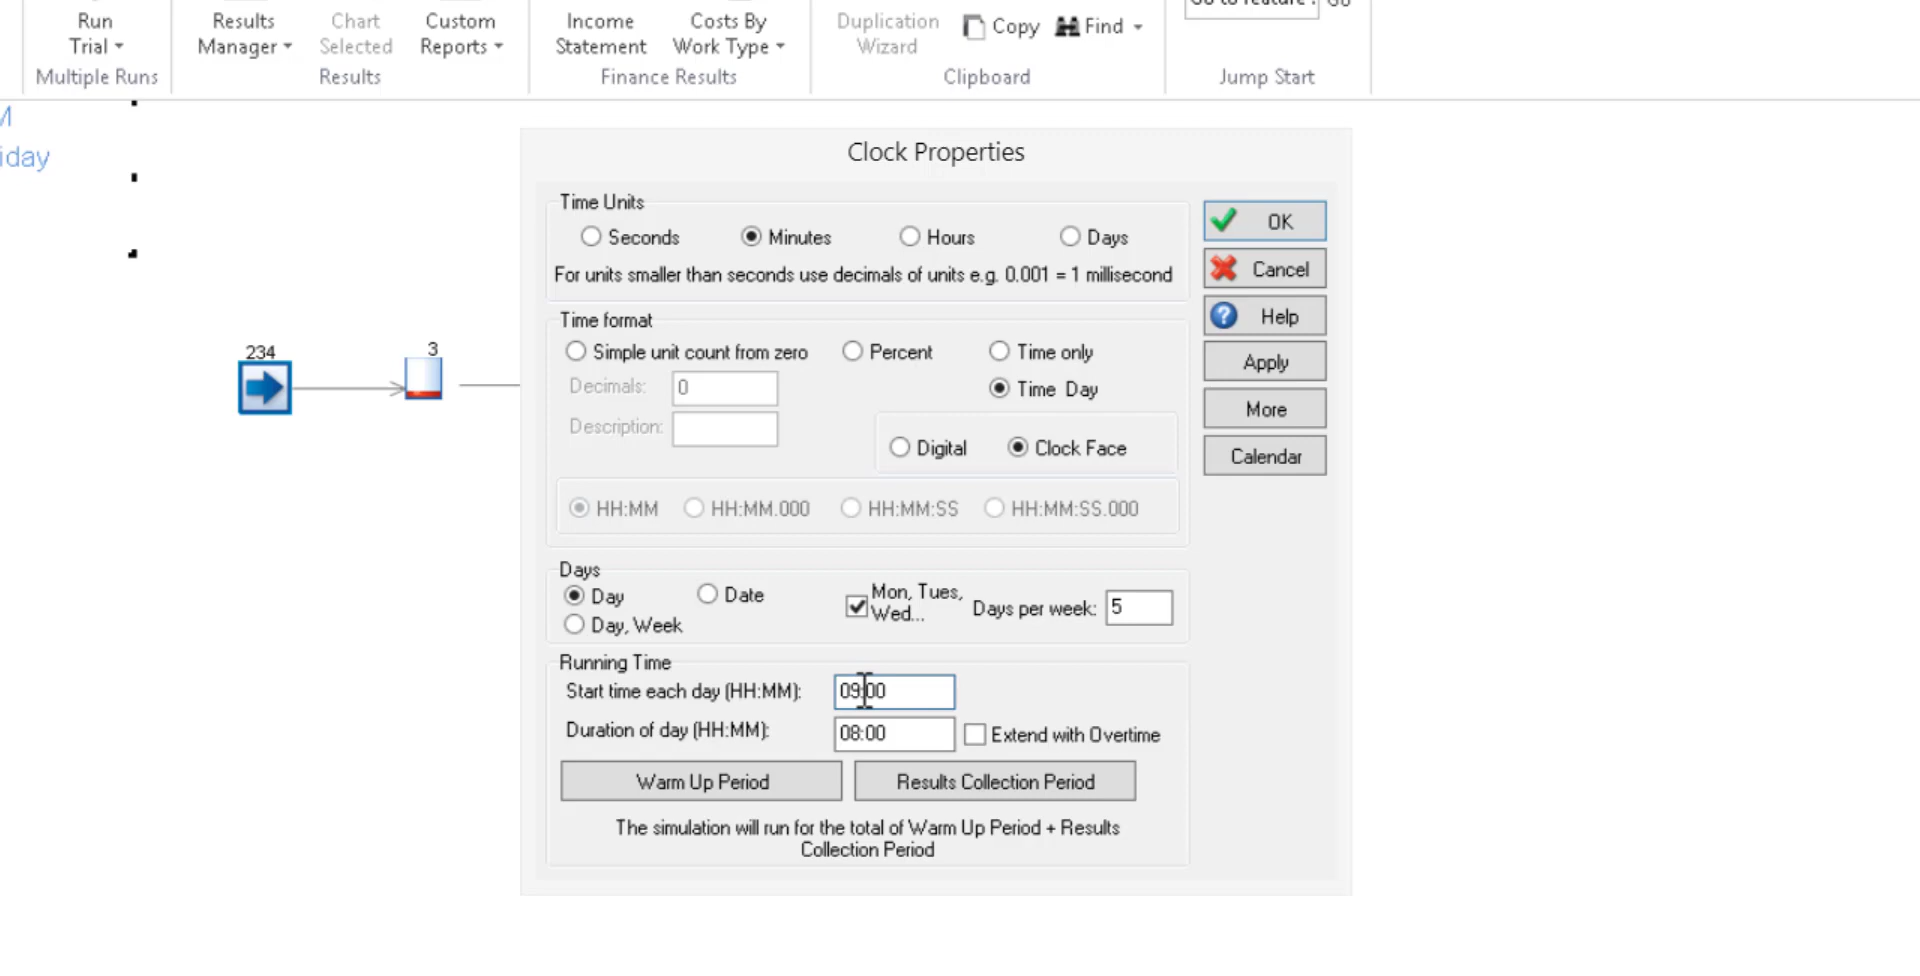 Run
Trial
Multiple Runs
Results
Manager
Chart
Selected
Custom
Reports
Results
Income
Statement
Costs By
Work Type
Finance Results
Duplication
Wizard
Copy
Find
Clipboard
Jump Start
iday
234
3
Clock Properties
Time Units
Seconds
Minutes
Hours
Days
For units smaller than seconds use decimals of units e.g. 0.001 = 1 millisecond
Time format
Simple unit count from zero
Percent
Time only
Decimals:
0
Time Day
Description:
Digital
Clock Face
HH:MM
HH:MM.000
HH:MM:SS
HH:MM:SS.000
Days
Day
Date
Day, Week
Mon, Tues,
Wed...
Days per week:
5
Running Time
Start time each day (HH:MM):
09:00
Duration of day (HH:MM):
08:00
Extend with Overtime
Warm Up Period
Results Collection Period
The simulation will run for the total of Warm Up Period + Results
Collection Period
OK
Cancel
Help
Apply
More
Calendar